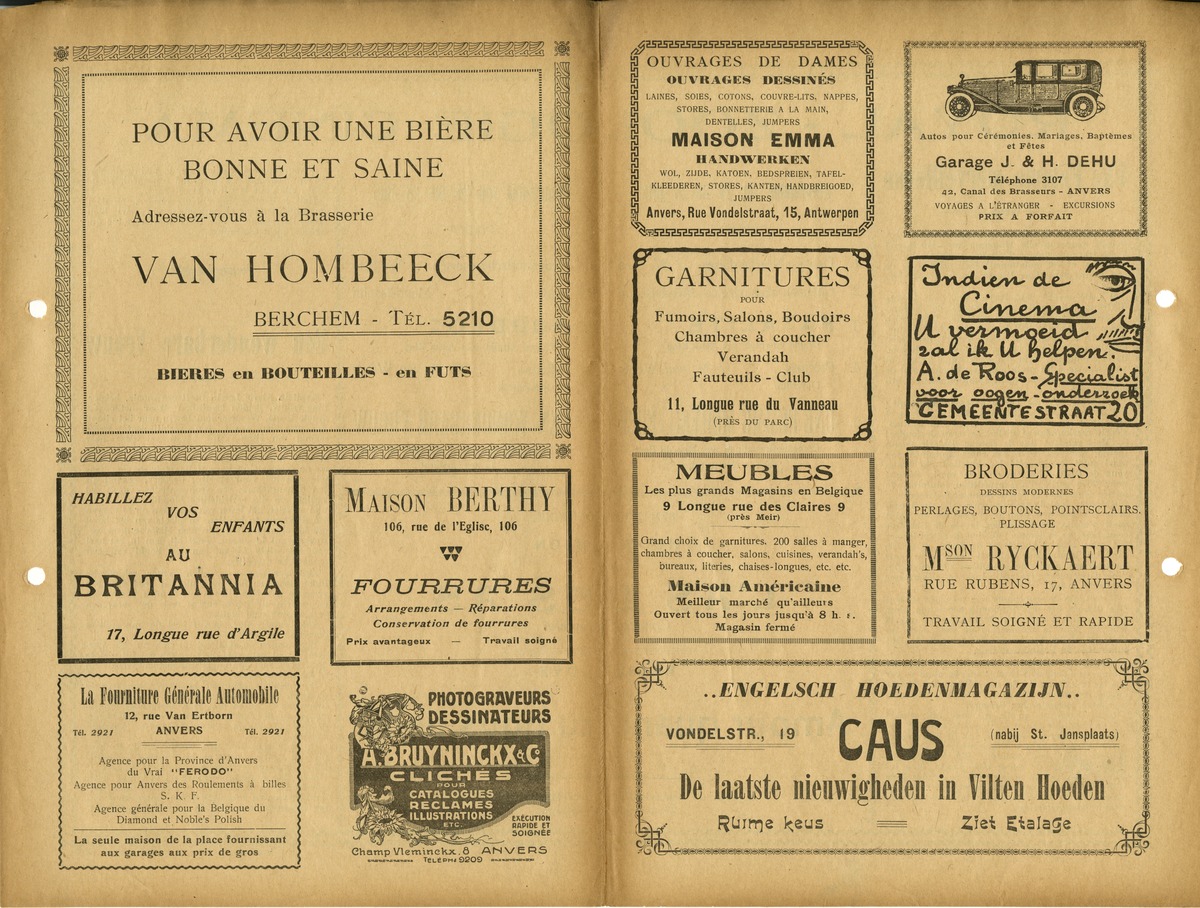 POUR AVOIR UNE BIÈRE
BONNE ET SAINE
Adressez-vous à la Brasserie
VAN HOMBEECK
BERCHEM - TÉL. 5210
BIERES en BOUTEILLES - en FUTS
HABILLEZ
VOS
ENFANTS
AU
BRITANNIA
17, Longue rue d'Argile
MAISON BERTHY
106, rue de l'Eglise, 106
FOURRURES
Arrangements — Réparations
Conservation de fourrures
Prix avantageux — Travail soigné
La Fourniture Générale Automobile
12, rue Van Ertborn
Tél. 2921 ANVERS Tél. 2921
Agence pour la Province d'Anvers
du Vrai "FERODO"
Agence pour Anvers des Roulements à billes
S. K. F.
Agence générale pour la Belgique du
Diamond et Noble's Polish
La seule maison de la place fournissant
aux garages aux prix de gros
PHOTOGRAVEURS
DESSINATEURS
A. BRUYNINCKX & Co
CLICHÉS
POUR
CATALOGUES
RECLAMES
ILLUSTRATIONS
ETC.
EXÉCUTION
RAPIDE ET
SOIGNÉE
Champ Vleminckx. 8 ANVERS
TÉLEPHE 9209
OUVRAGES DE DAMES
OUVRAGES DESSINÉS
LAINES, SOIES, COTONS, COUVRE-LITS, NAPPES,
STORES, BONNETTERIE A LA MAIN,
DENTELLES, JUMPERS
MAISON EMMA
HANDWERKEN
WOL, ZIJDE, KATOEN, BEDSPREIEN, TAFEL-
KLEEDEREN, STORES, KANTEN, HANDBREIGOED,
JUMPERS
Anvers, Rue Vondelstraat, 15, Antwerpen
Autos pour Cérémonies, Mariages, Baptèmes
et Fêtes
Garage J. & H. DEHU
Téléphone 3107
42, Canal des Brasseurs - ANVERS
VOYAGES A L'ÉTRANGER - EXCURSIONS
PRIX A FORFAIT
GARNITURES
POUR
Fumoirs, Salons, Boudoirs
Chambres à coucher
Verandah
Fauteuils - Club
11, Longue rue du Vanneau
(PRÈS DU PARC)
Indien de
Cinema
U vermoeid
zal ik U helpen.
A. de Roos - Specialist
voor oogen-onderzoek
GEMEENTESTRAAT 20
MEUBLES
Les plus grands Magasins en Belgique
9 Longue rue des Claires 9
(près Meir)
Grand choix de garnitures. 200 salles à manger,
chambres à coucher, salons, cuisines, verandah's,
bureaux, literies, chaises-longues, etc. etc.
Maison Américaine
Meilleur marché qu'ailleurs
Ouvert tous les jours jusqu'à 8 h.
Magasin fermé
BRODERIES
DESSINS MODERNES
PERLAGES, BOUTONS, POINTSCLAIRS,
PLISSAGE
MSON RYCKAERT
RUE RUBENS, 17, ANVERS
TRAVAIL SOIGNÉ ET RAPIDE
..ENGELSCH HOEDENMAGAZIJN..
VONDELSTR., 19 CAUS (nabij St. Jansplaats)
De laatste nieuwigheden in Vilten Hoeden
Ruime keus Ziet Etalage